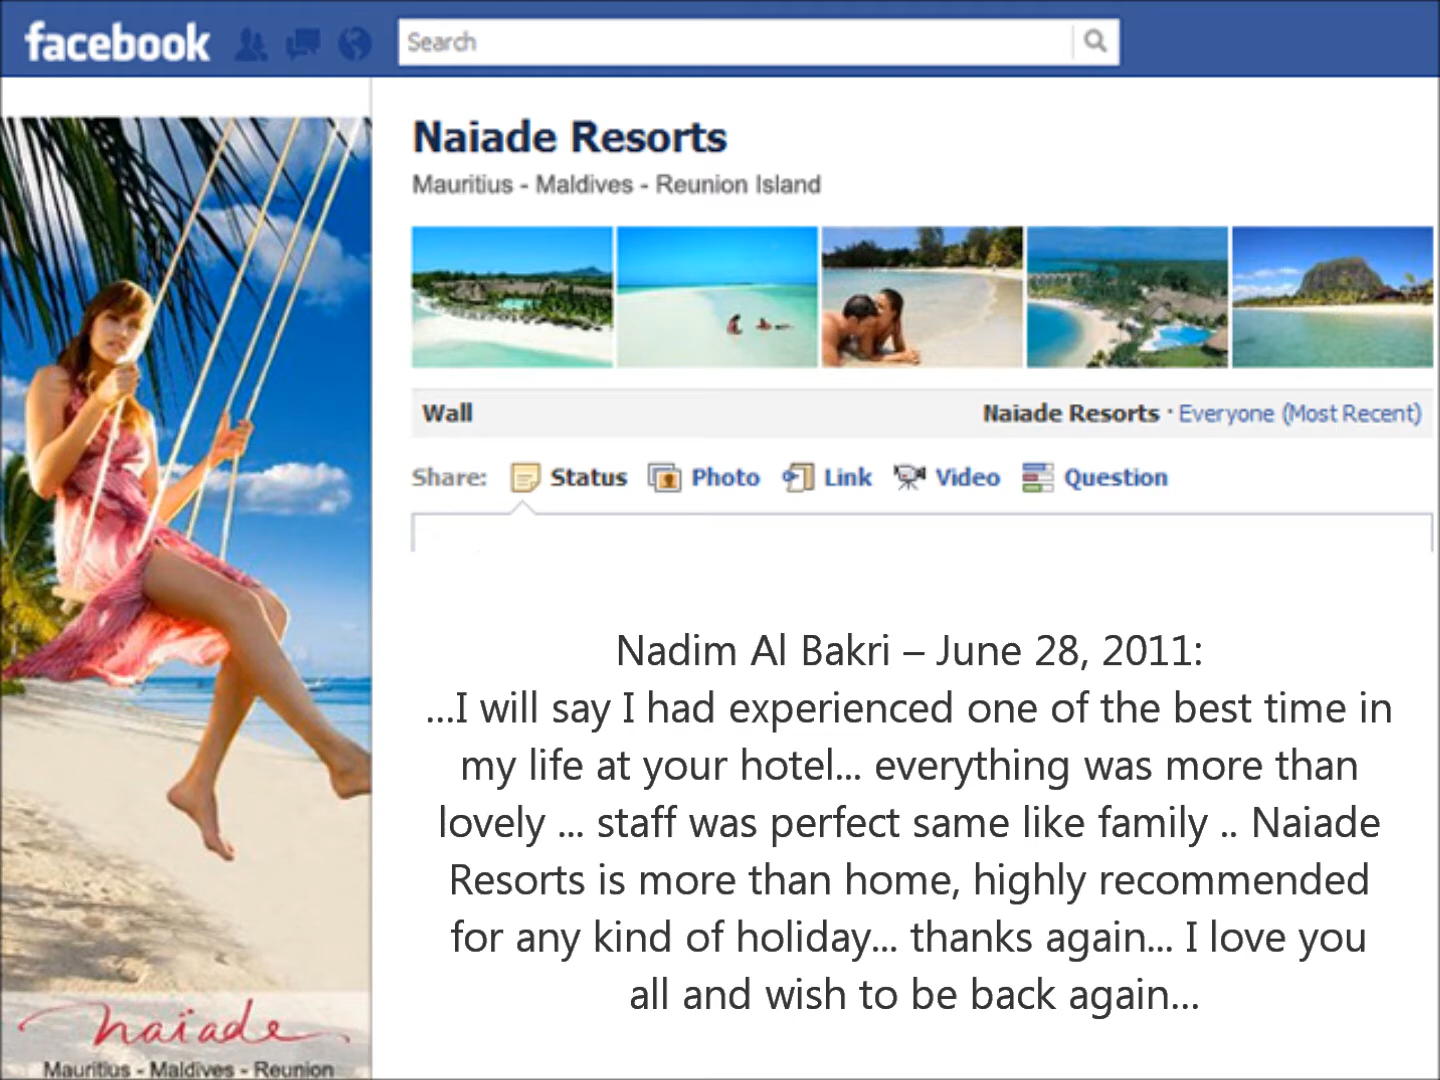 facebook
Search
Naiade Resorts
Mauritius - Maldives - Reunion Island
Wall
Naiade Resorts · Everyone (Most Recent)
Share: Status Photo Link Video Question
Nadim Al Bakri – June 28, 2011:
...I will say I had experienced one of the best time in
my life at your hotel... everything was more than
lovely ... staff was perfect same like family .. Naiade
Resorts is more than home, highly recommended
for any kind of holiday... thanks again... I love you
all and wish to be back again...
naïade
Mauritius - Maldives - Reunion